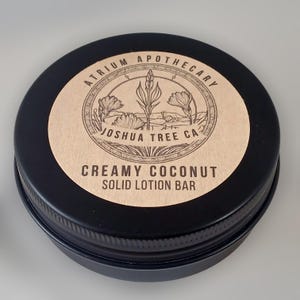 ATRIUM APOTHECARY
JOSHUA TREE CA
CREAMY COCONUT
SOLID LOTION BAR